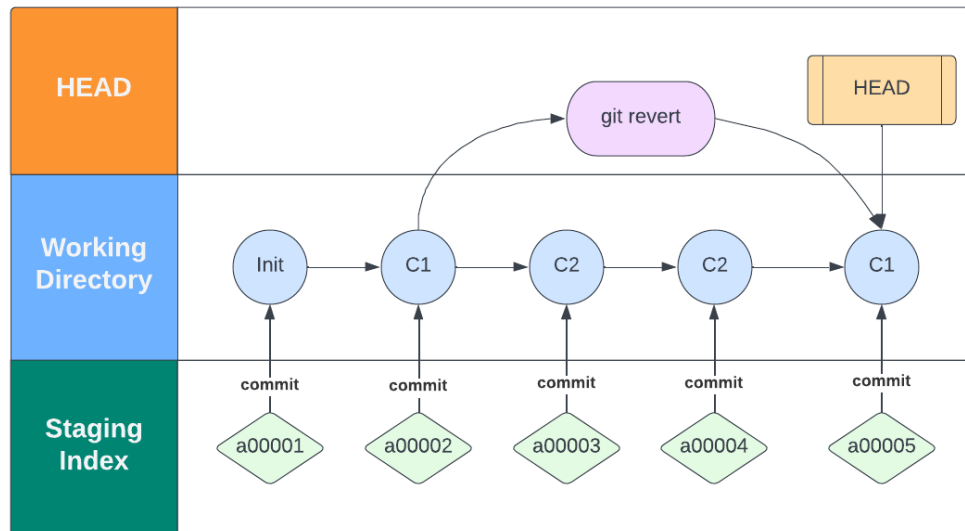 HEAD
git revert
HEAD
Working
Directory
Init
C1
C2
C2
C1
commit
commit
commit
commit
commit
Staging
Index
a00001
a00002
a00003
a00004
a00005